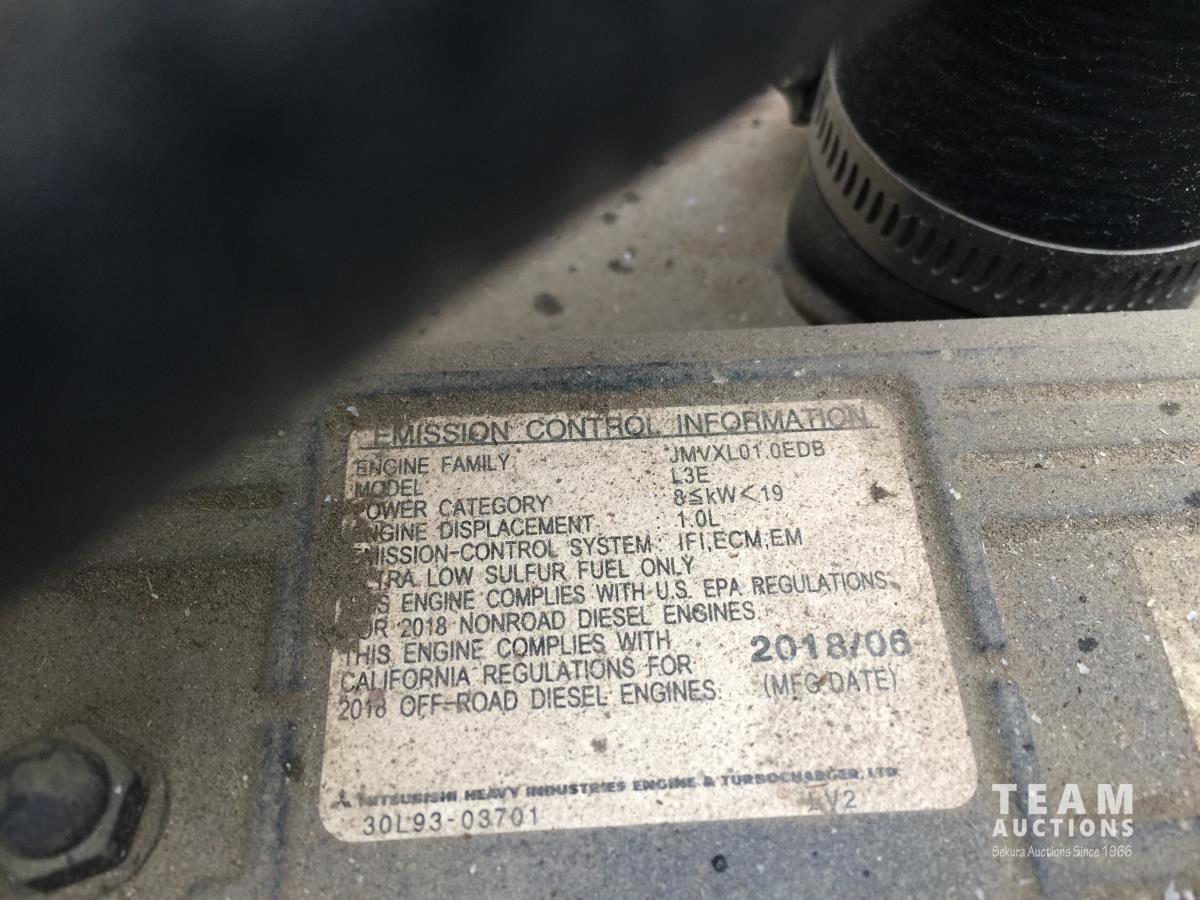 EMISSION CONTROL INFORMATION
ENGINE FAMILY : JMVXL01.0EDB
MODEL : L3E
POWER CATEGORY : 8≦kW<19
ENGINE DISPLACEMENT : 1.0L
EMISSION-CONTROL SYSTEM : IFI,ECM,EM
ULTRA LOW SULFUR FUEL ONLY
THIS ENGINE COMPLIES WITH U.S. EPA REGULATIONS
FOR 2018 NONROAD DIESEL ENGINES.
THIS ENGINE COMPLIES WITH
CALIFORNIA REGULATIONS FOR
2018 OFF-ROAD DIESEL ENGINES.
2018/06
(MFG DATE)
MITSUBISHI HEAVY INDUSTRIES ENGINE & TURBOCHARGER, LTD.
30L93-03701
V2
TEAM
AUCTIONS
Sekura Auctions Since 1966